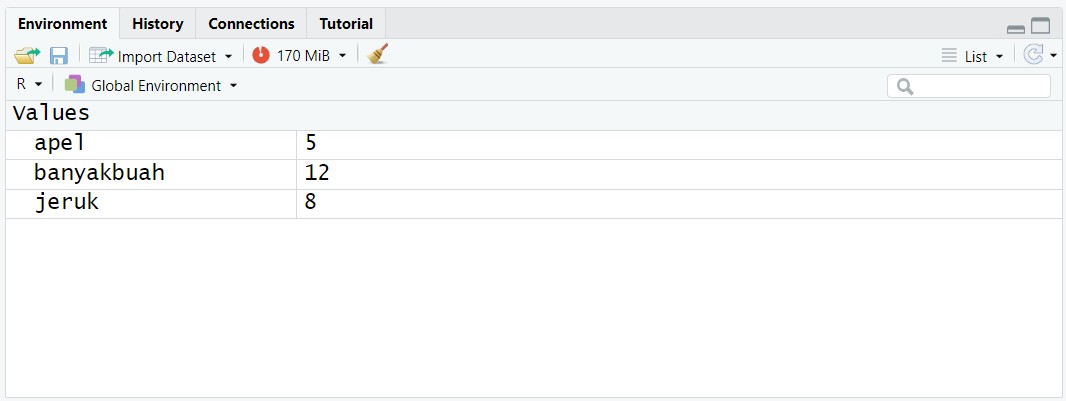 Environment History Connections Tutorial
Import Dataset 170 MiB List
R Global Environment
Values
apel 5
banyakbuah 12
jeruk 8